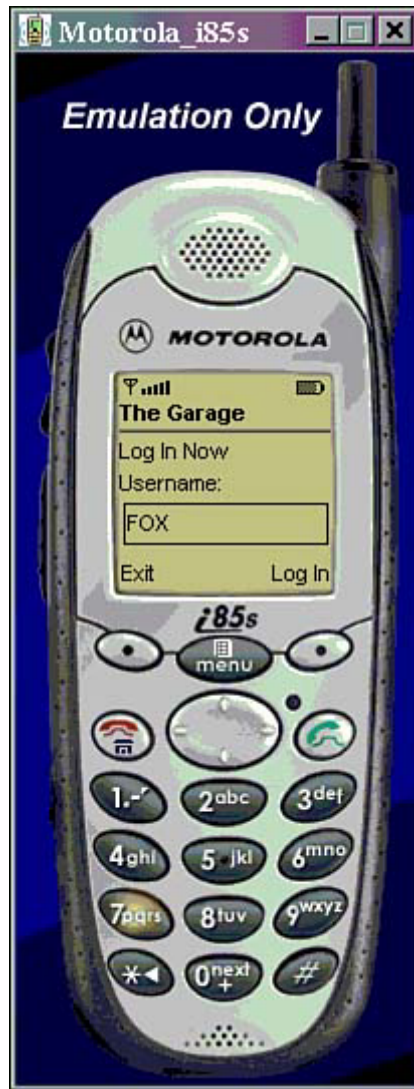 Motorola_i85s
Emulation Only
MOTOROLA
The Garage
Log In Now
Username:
FOX
Exit Log In
i85s
menu
1.-' 2abc 3def
4ghi 5 jkl 6mno
7pqrs 8tuv 9wxyz
*◄ 0next+ #